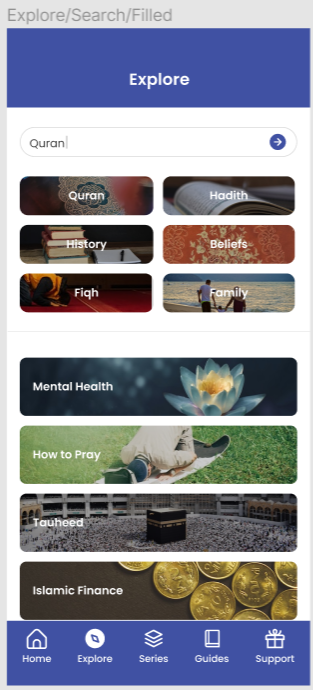 Explore/Search/Filled
Explore
Quran
Quran Hadith
History Beliefs
Fiqh Family
Mental Health
How to Pray
Tauheed
Islamic Finance
Home Explore Series Guides Support